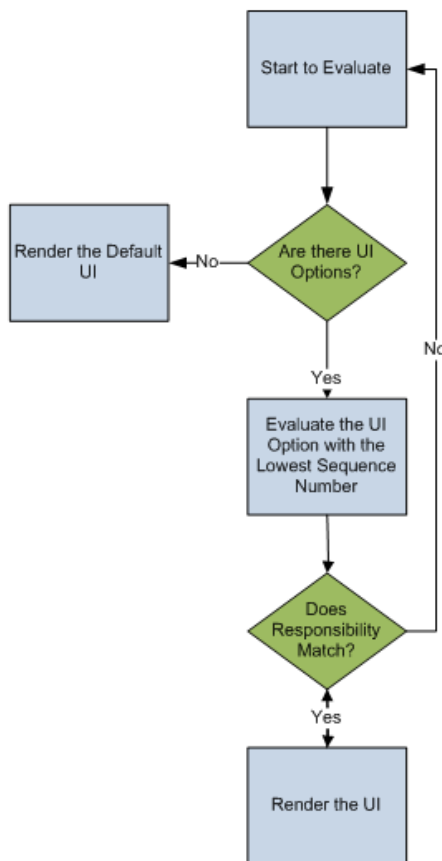 Start to Evaluate
Are there UI
Options?
No
Render the Default
UI
Yes
Evaluate the UI
Option with the
Lowest Sequence
Number
Does
Responsibility
Match?
No
Yes
Render the UI